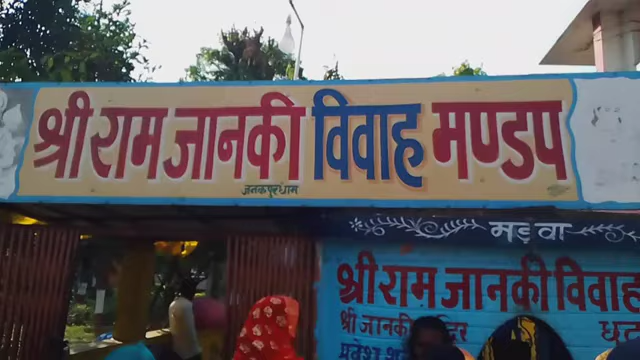 श्री राम जानकी विवाह मण्डप
जनकपुरधाम
मड़वा
श्री राम जानकी विवाह
श्री जानकी